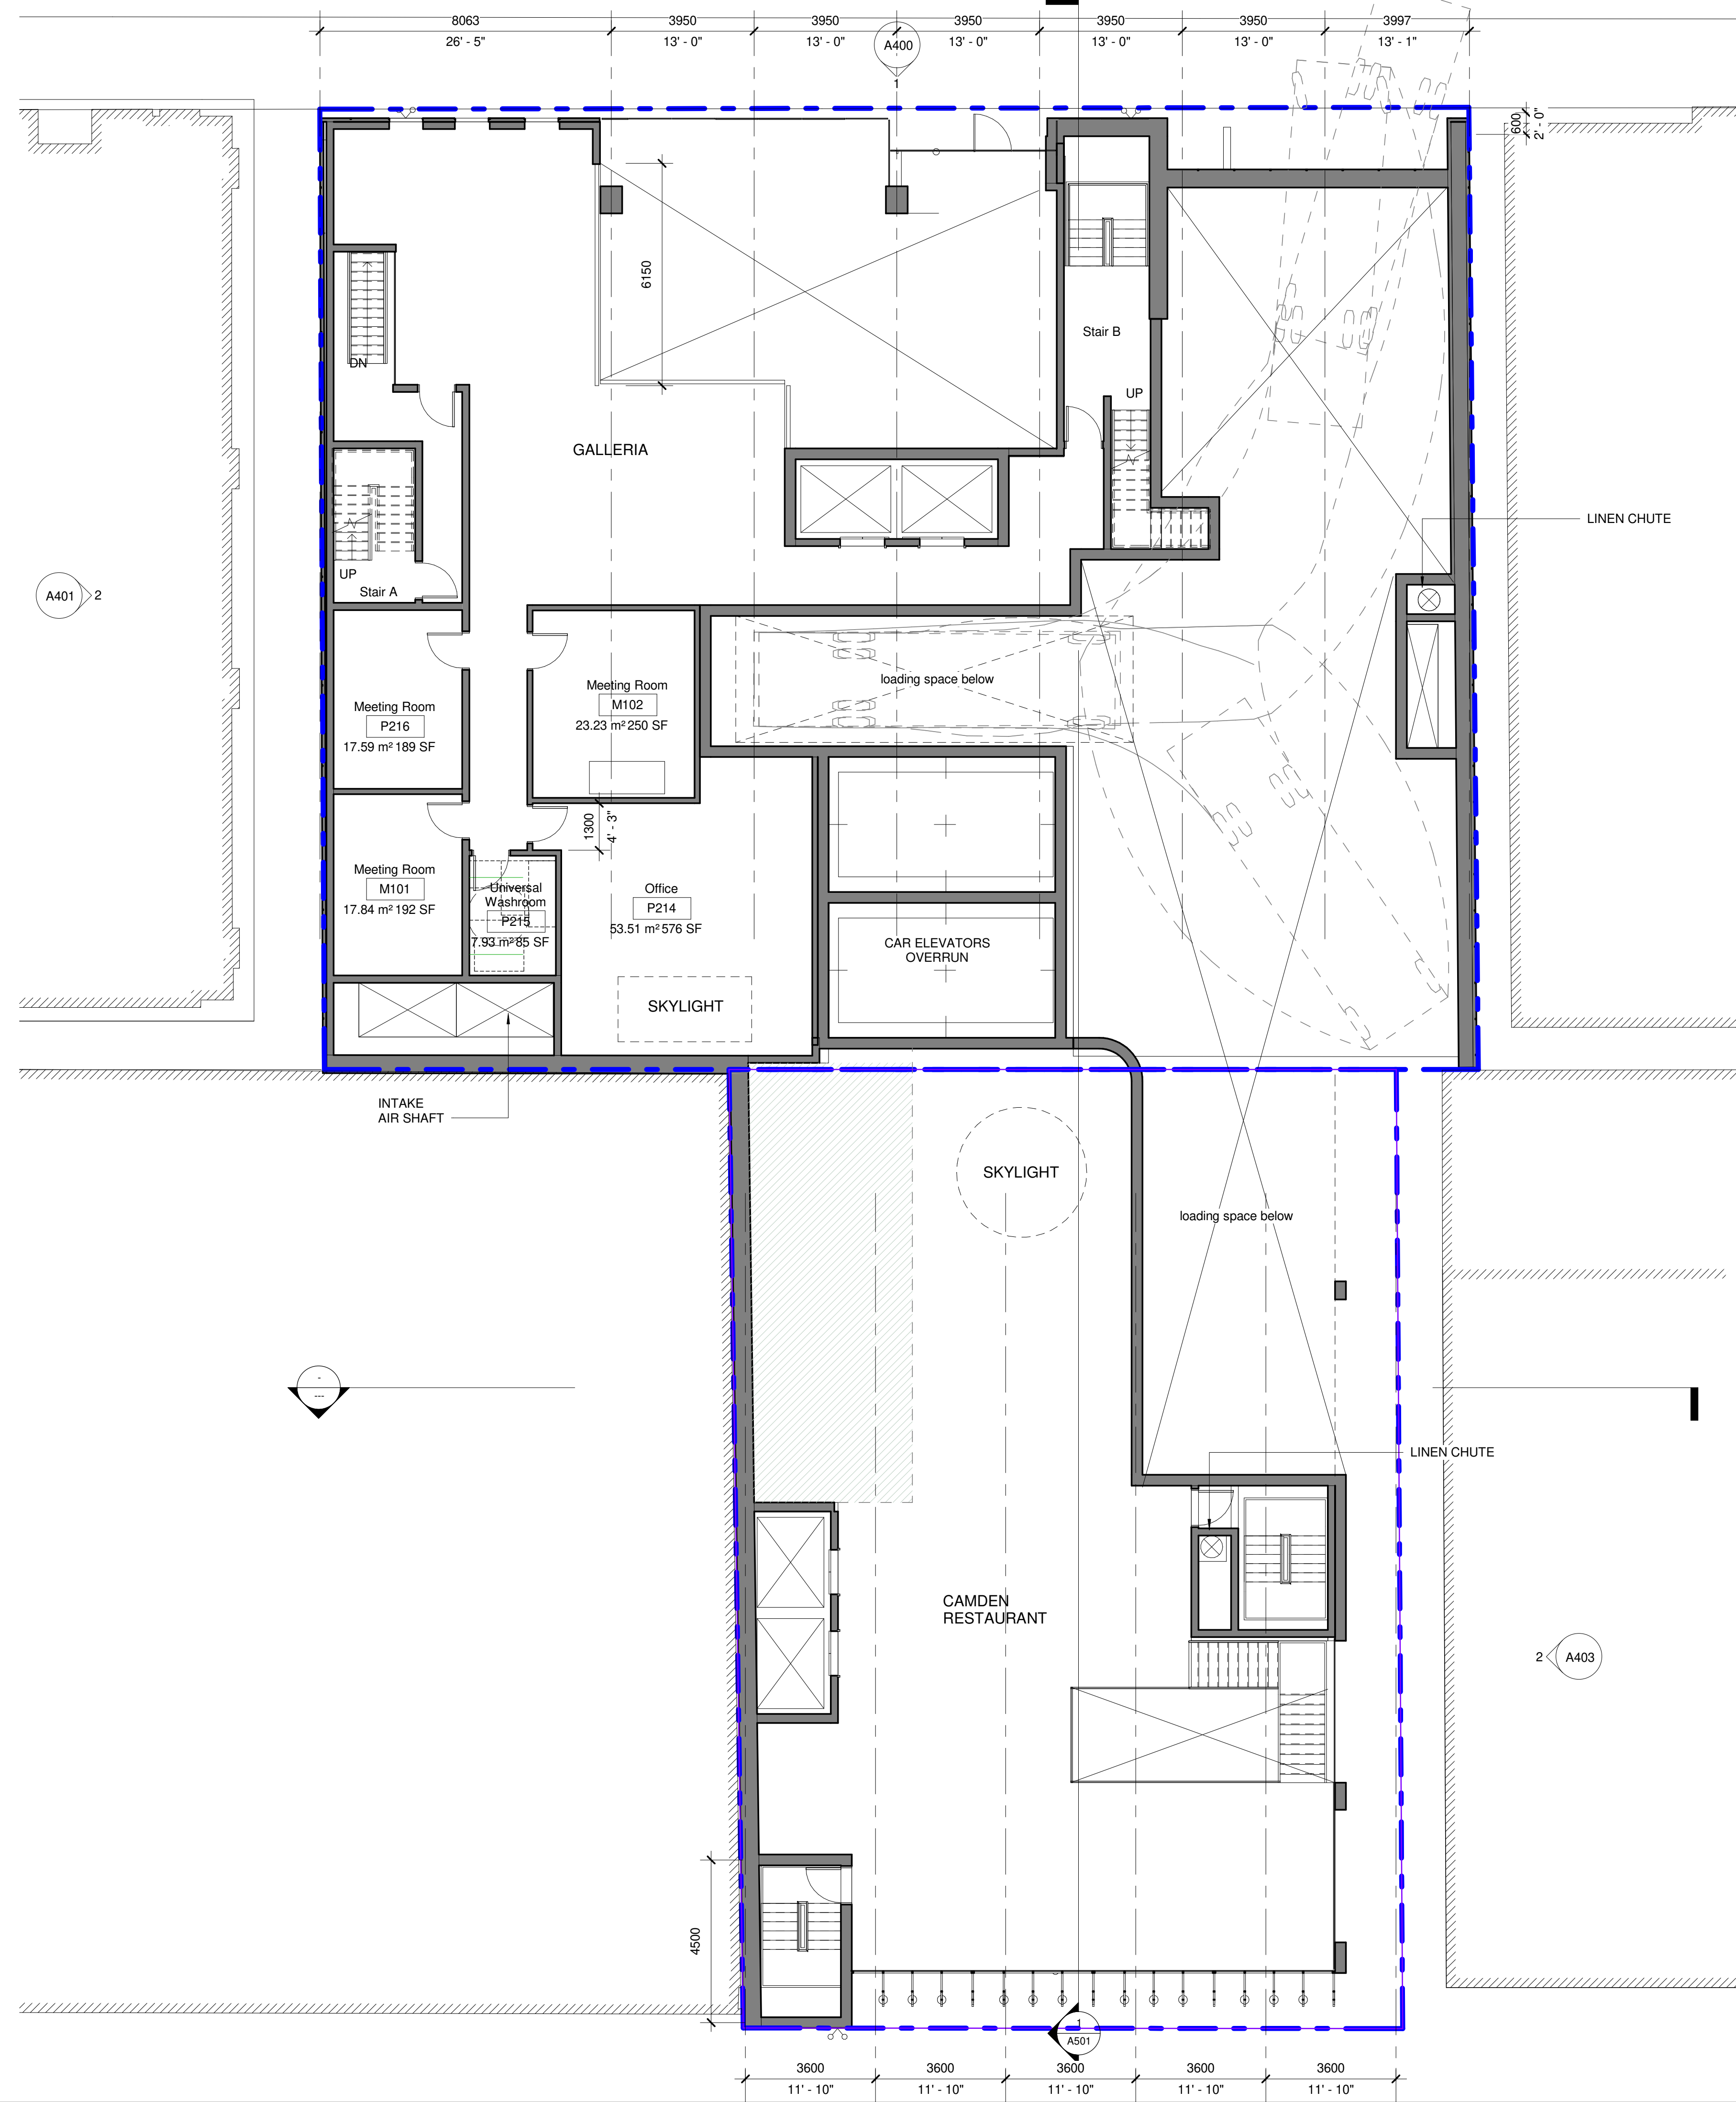 8063 3950 3950 3950 3950 3950 3997
26' - 5" 13' - 0" 13' - 0" 13' - 0" 13' - 0" 13' - 0" 13' - 1"
A400
1
600
2' - 0"
6150
Stair B
DN
UP
GALLERIA
LINEN CHUTE
UP
Stair A
A401 2
loading space below
Meeting Room
M102
23.23 m² 250 SF
Meeting Room
P216
17.59 m² 189 SF
1300
4' - 3"
Meeting Room
M101
17.84 m² 192 SF
Universal
Washroom
P215
7.93 m² 85 SF
Office
P214
53.51 m² 576 SF
CAR ELEVATORS
OVERRUN
SKYLIGHT
INTAKE
AIR SHAFT
SKYLIGHT
loading space below
-
---
LINEN CHUTE
CAMDEN
RESTAURANT
2 A403
4500
1
A501
3600 3600 3600 3600 3600
11' - 10" 11' - 10" 11' - 10" 11' - 10" 11' - 10"